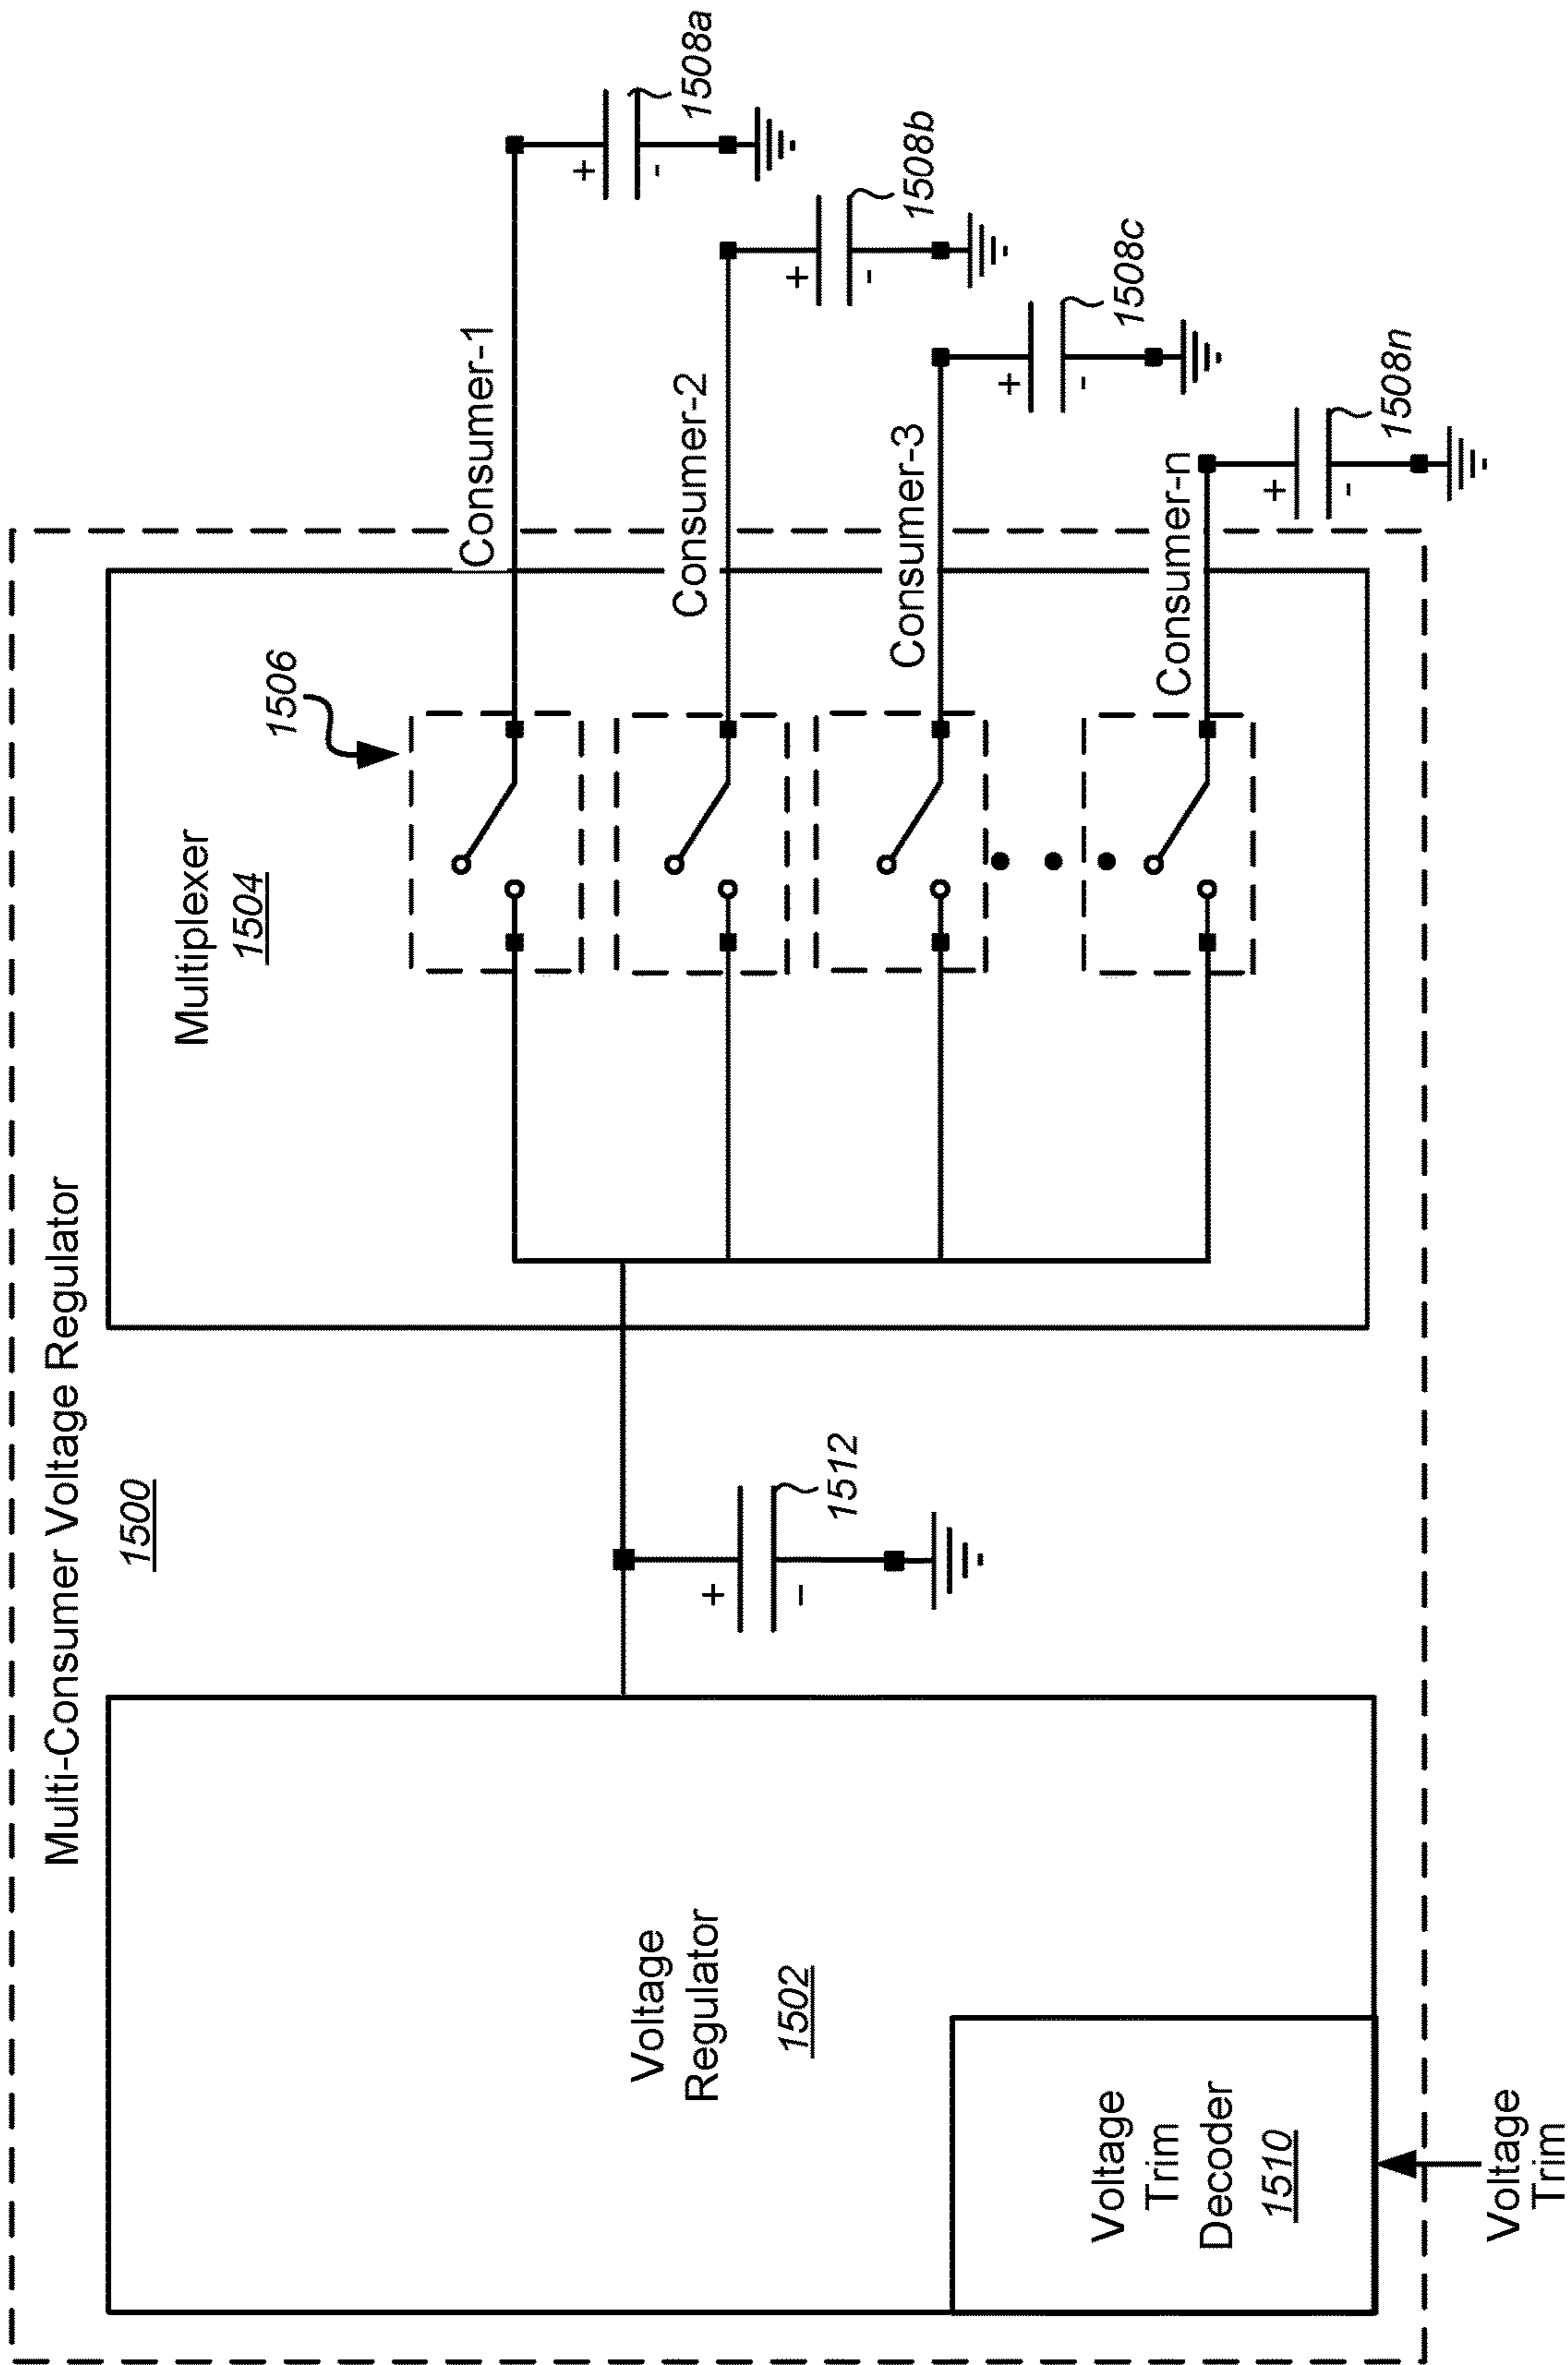 Multi-Consumer Voltage Regulator
1500
Voltage
Regulator
1502
Voltage
Trim
Decoder
1510
Voltage
Trim
+
-
1512
Multiplexer
1504
1506
Consumer-1
+
-
1508a
Consumer-2
+
-
1508b
Consumer-3
+
-
1508c
Consumer-n
+
-
1508n